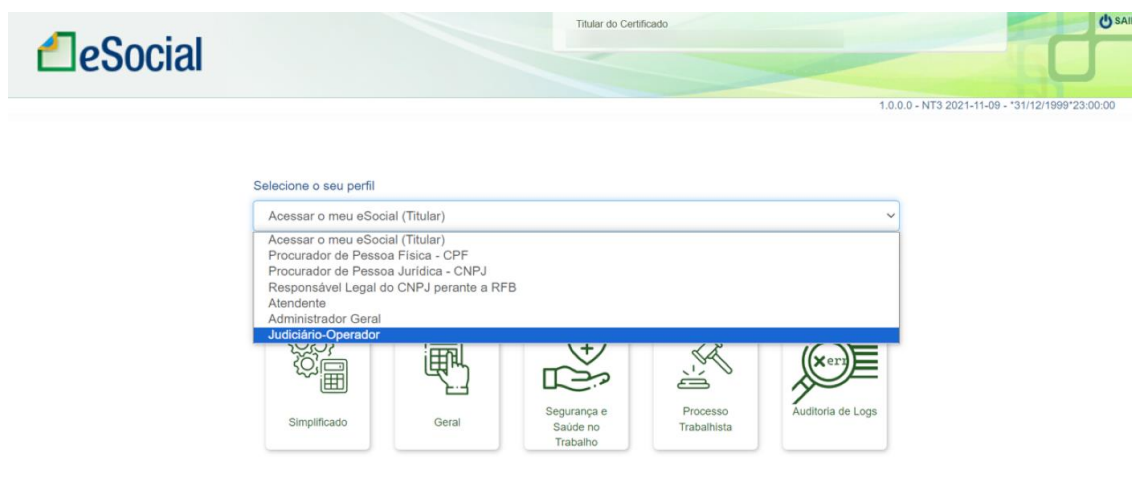 eSocial
Titular do Certificado
SAI
1.0.0.0 - NT3 2021-11-09 - *31/12/1999*23:00:00
Selecione o seu perfil
Acessar o meu eSocial (Titular)
Acessar o meu eSocial (Titular)
Procurador de Pessoa Física - CPF
Procurador de Pessoa Jurídica - CNPJ
Responsável Legal do CNPJ perante a RFB
Atendente
Administrador Geral
Judiciário-Operador
xerr
Simplificado
Geral
Segurança e
Saúde no
Trabalho
Processo
Trabalhista
Auditoria de Logs